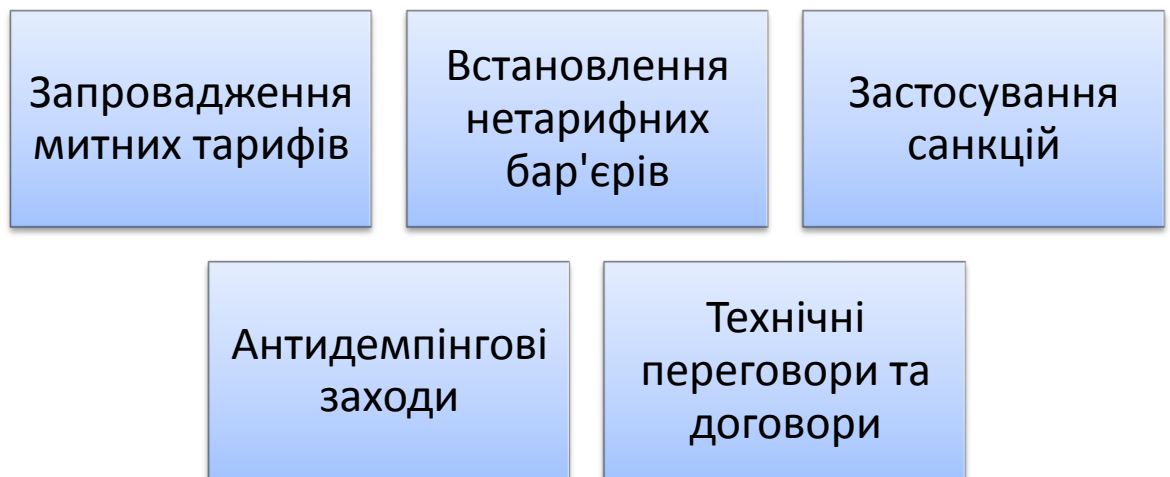 Запровадження
митних тарифів
Встановлення
нетарифних
бар'єрів
Застосування
санкцій
Антидемпінгові
заходи
Технічні
переговори та
договори